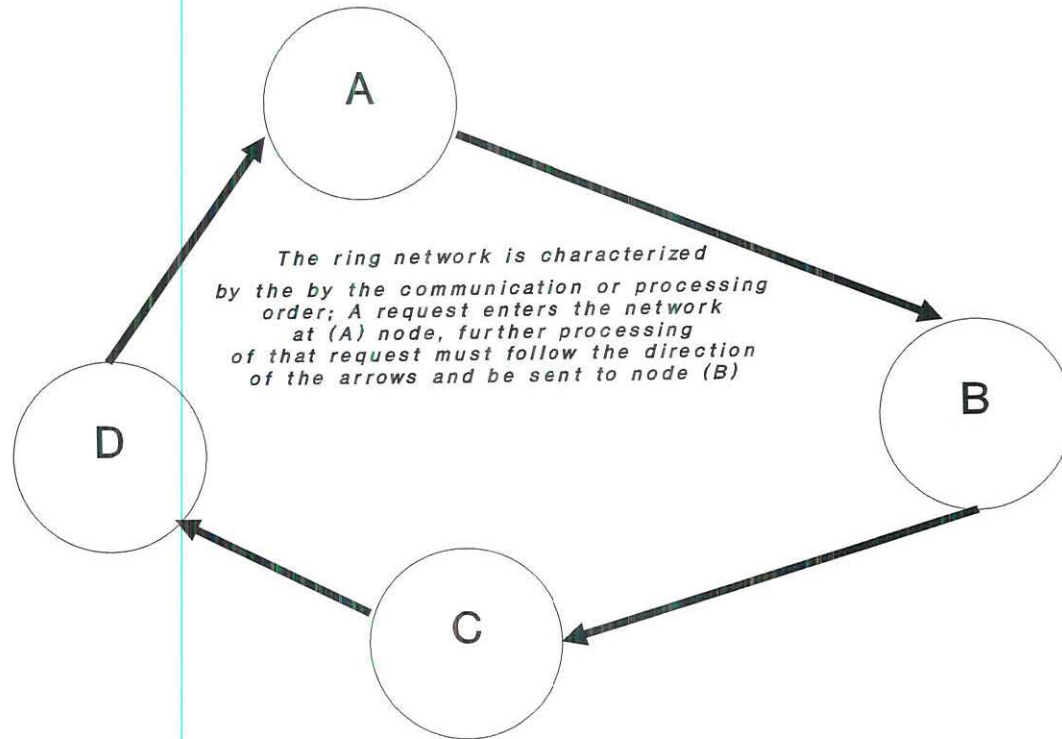 A
The ring network is characterized
by the by the communication or processing
order; A request enters the network
at (A) node, further processing
of that request must follow the direction
of the arrows and be sent to node (B)
B
D
C